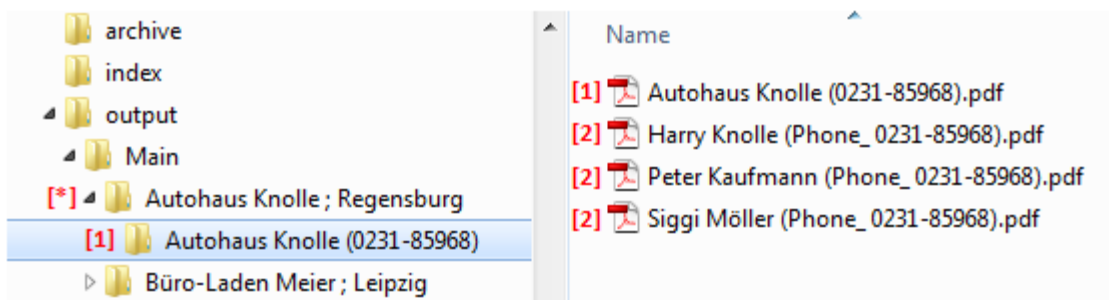 archive
index
output
Main
[*] Autohaus Knolle ; Regensburg
[1] Autohaus Knolle (0231-85968)
Büro-Laden Meier ; Leipzig
Name
[1] Autohaus Knolle (0231-85968).pdf
[2] Harry Knolle (Phone_ 0231-85968).pdf
[2] Peter Kaufmann (Phone_ 0231-85968).pdf
[2] Siggi Möller (Phone_ 0231-85968).pdf